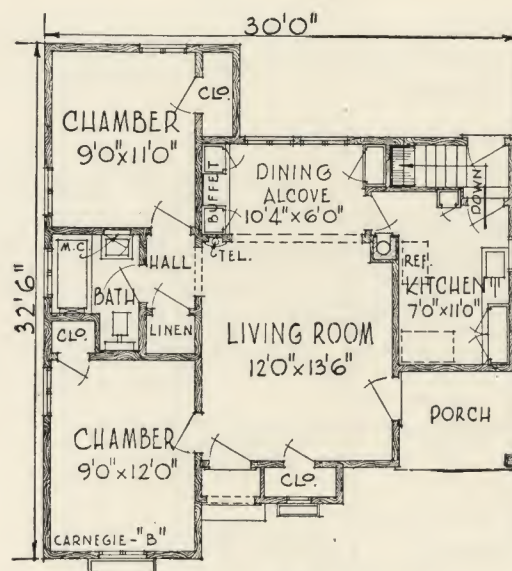 30'0"
CLO.
CHAMBER
9'0"x11'0"
DINING
ALCOVE
10'4"x6'0"
BUFFET
DOWN
M.C
HALL
TEL.
REF.
KITCHEN
7'0"x11'0"
BATH
LINEN
32'6"
CLO
LIVING ROOM
12'0"x13'6"
PORCH
CHAMBER
9'0"x12'0"
CLO.
CARNEGIE-"B"